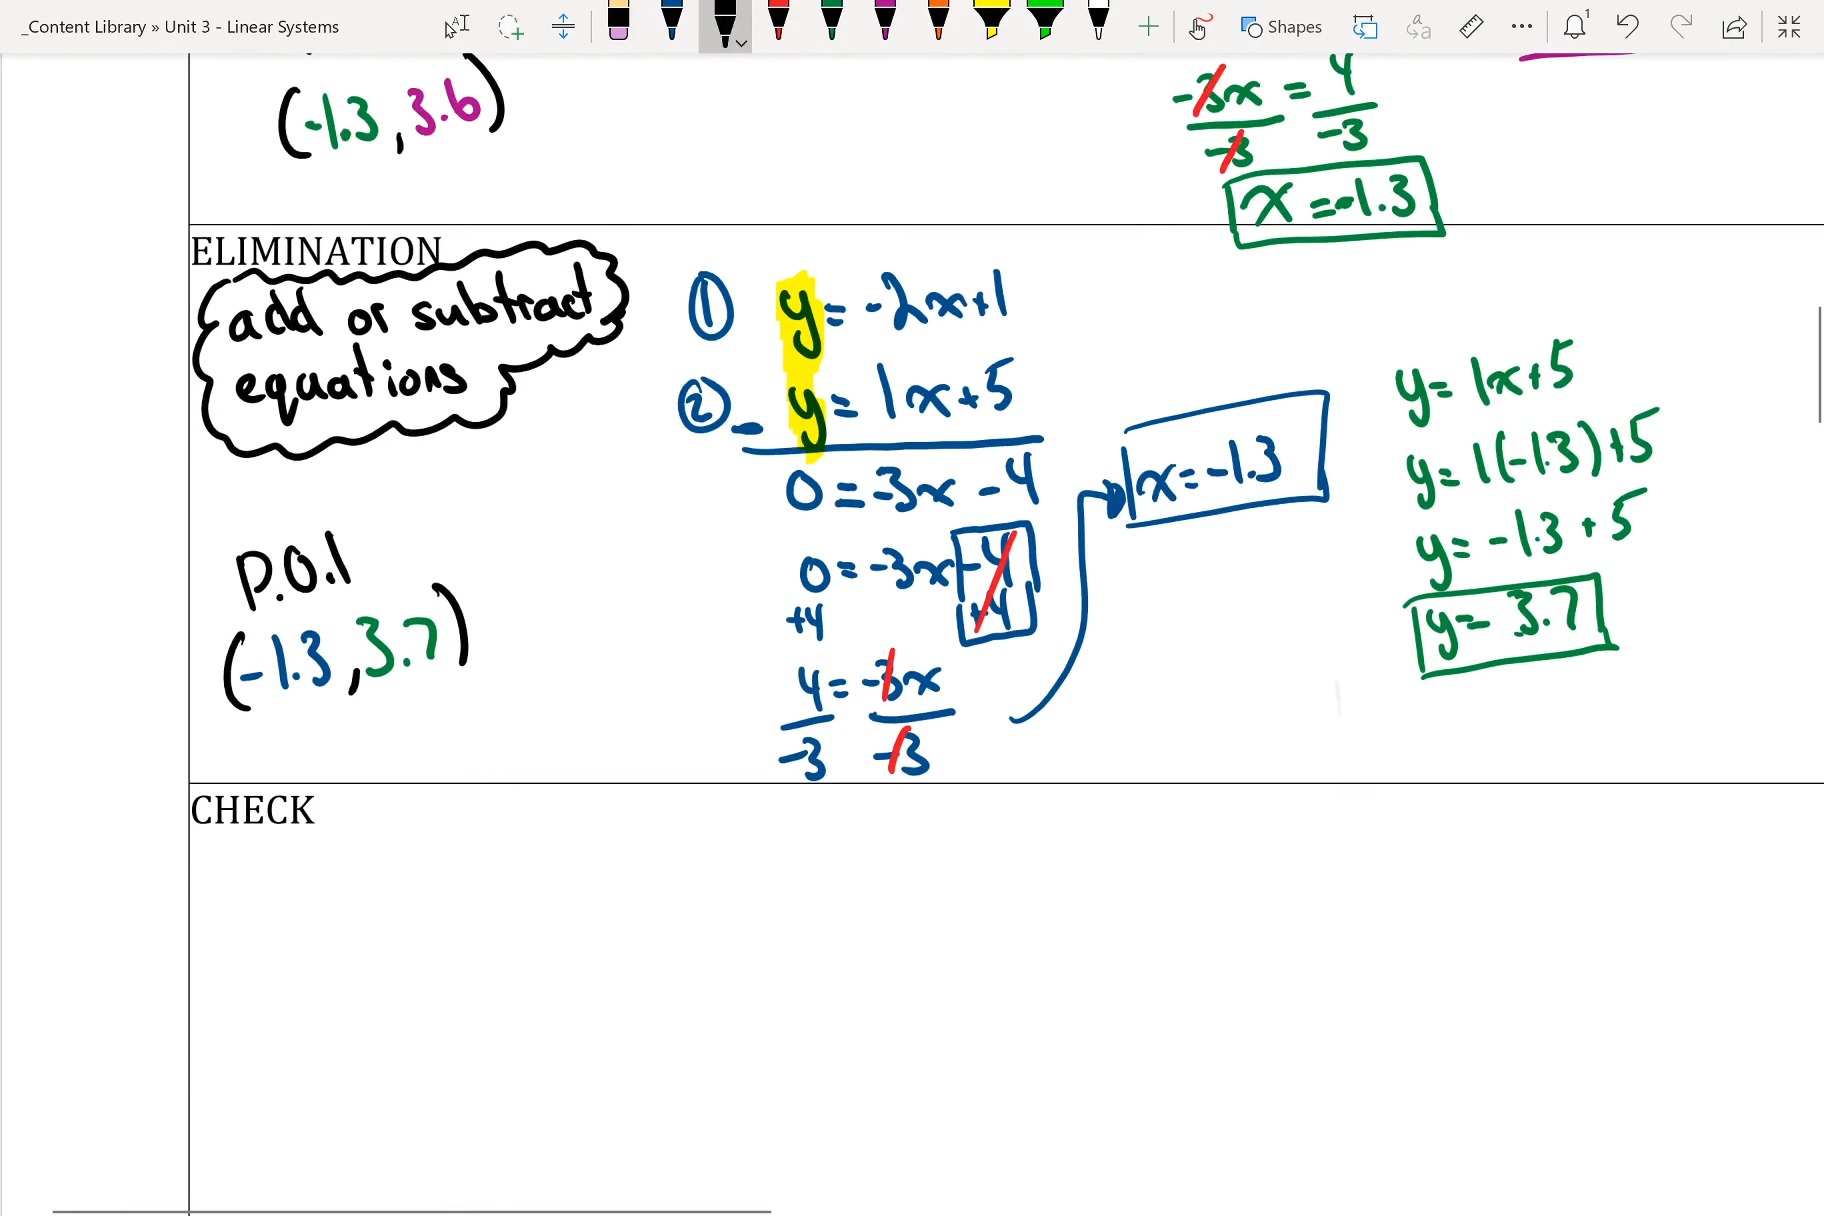 _Content Library » Unit 3 - Linear Systems
Shapes
1
(-1.3, 3.6)
-3x = 4
-3 -3
x = -1.3
ELIMINATION
add or subtract
equations
① y = -2x+1
② - y = 1x+5
0 = -3x - 4
0 = -3x -4
+4 +4
4 = -3x
-3 -3
x = -1.3
y = 1x+5
y = 1(-1.3)+5
y = -1.3 + 5
y = 3.7
P.O.I
(-1.3, 3.7)
CHECK